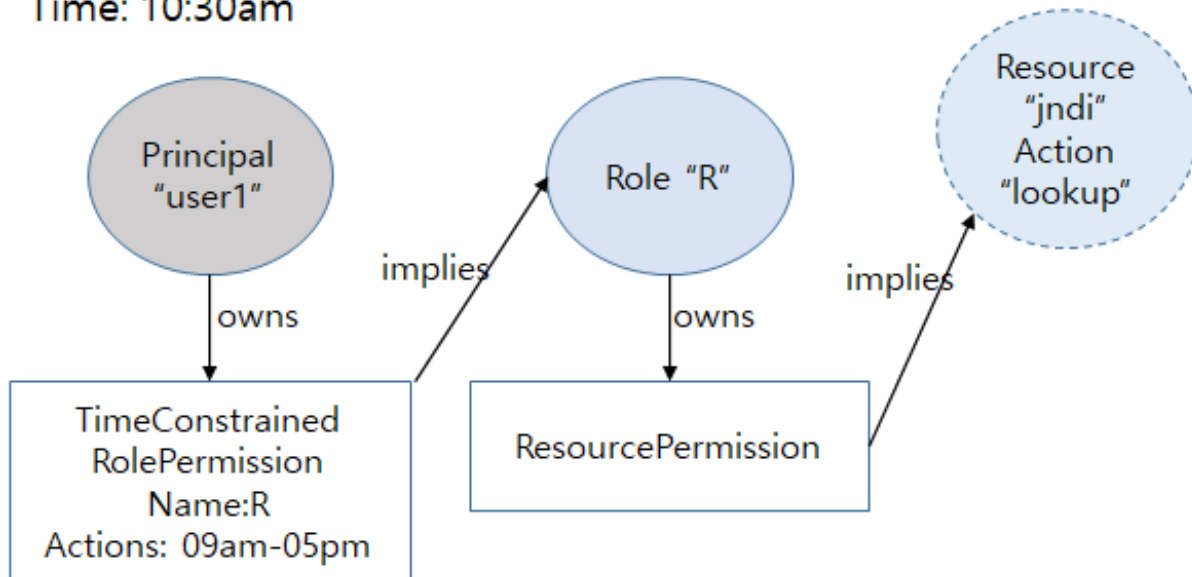 Time: 10:30am
Principal
“user1”
owns
TimeConstrained
RolePermission
Name:R
Actions: 09am-05pm
implies
Role “R”
owns
ResourcePermission
implies
Resource
“jndi”
Action
“lookup”